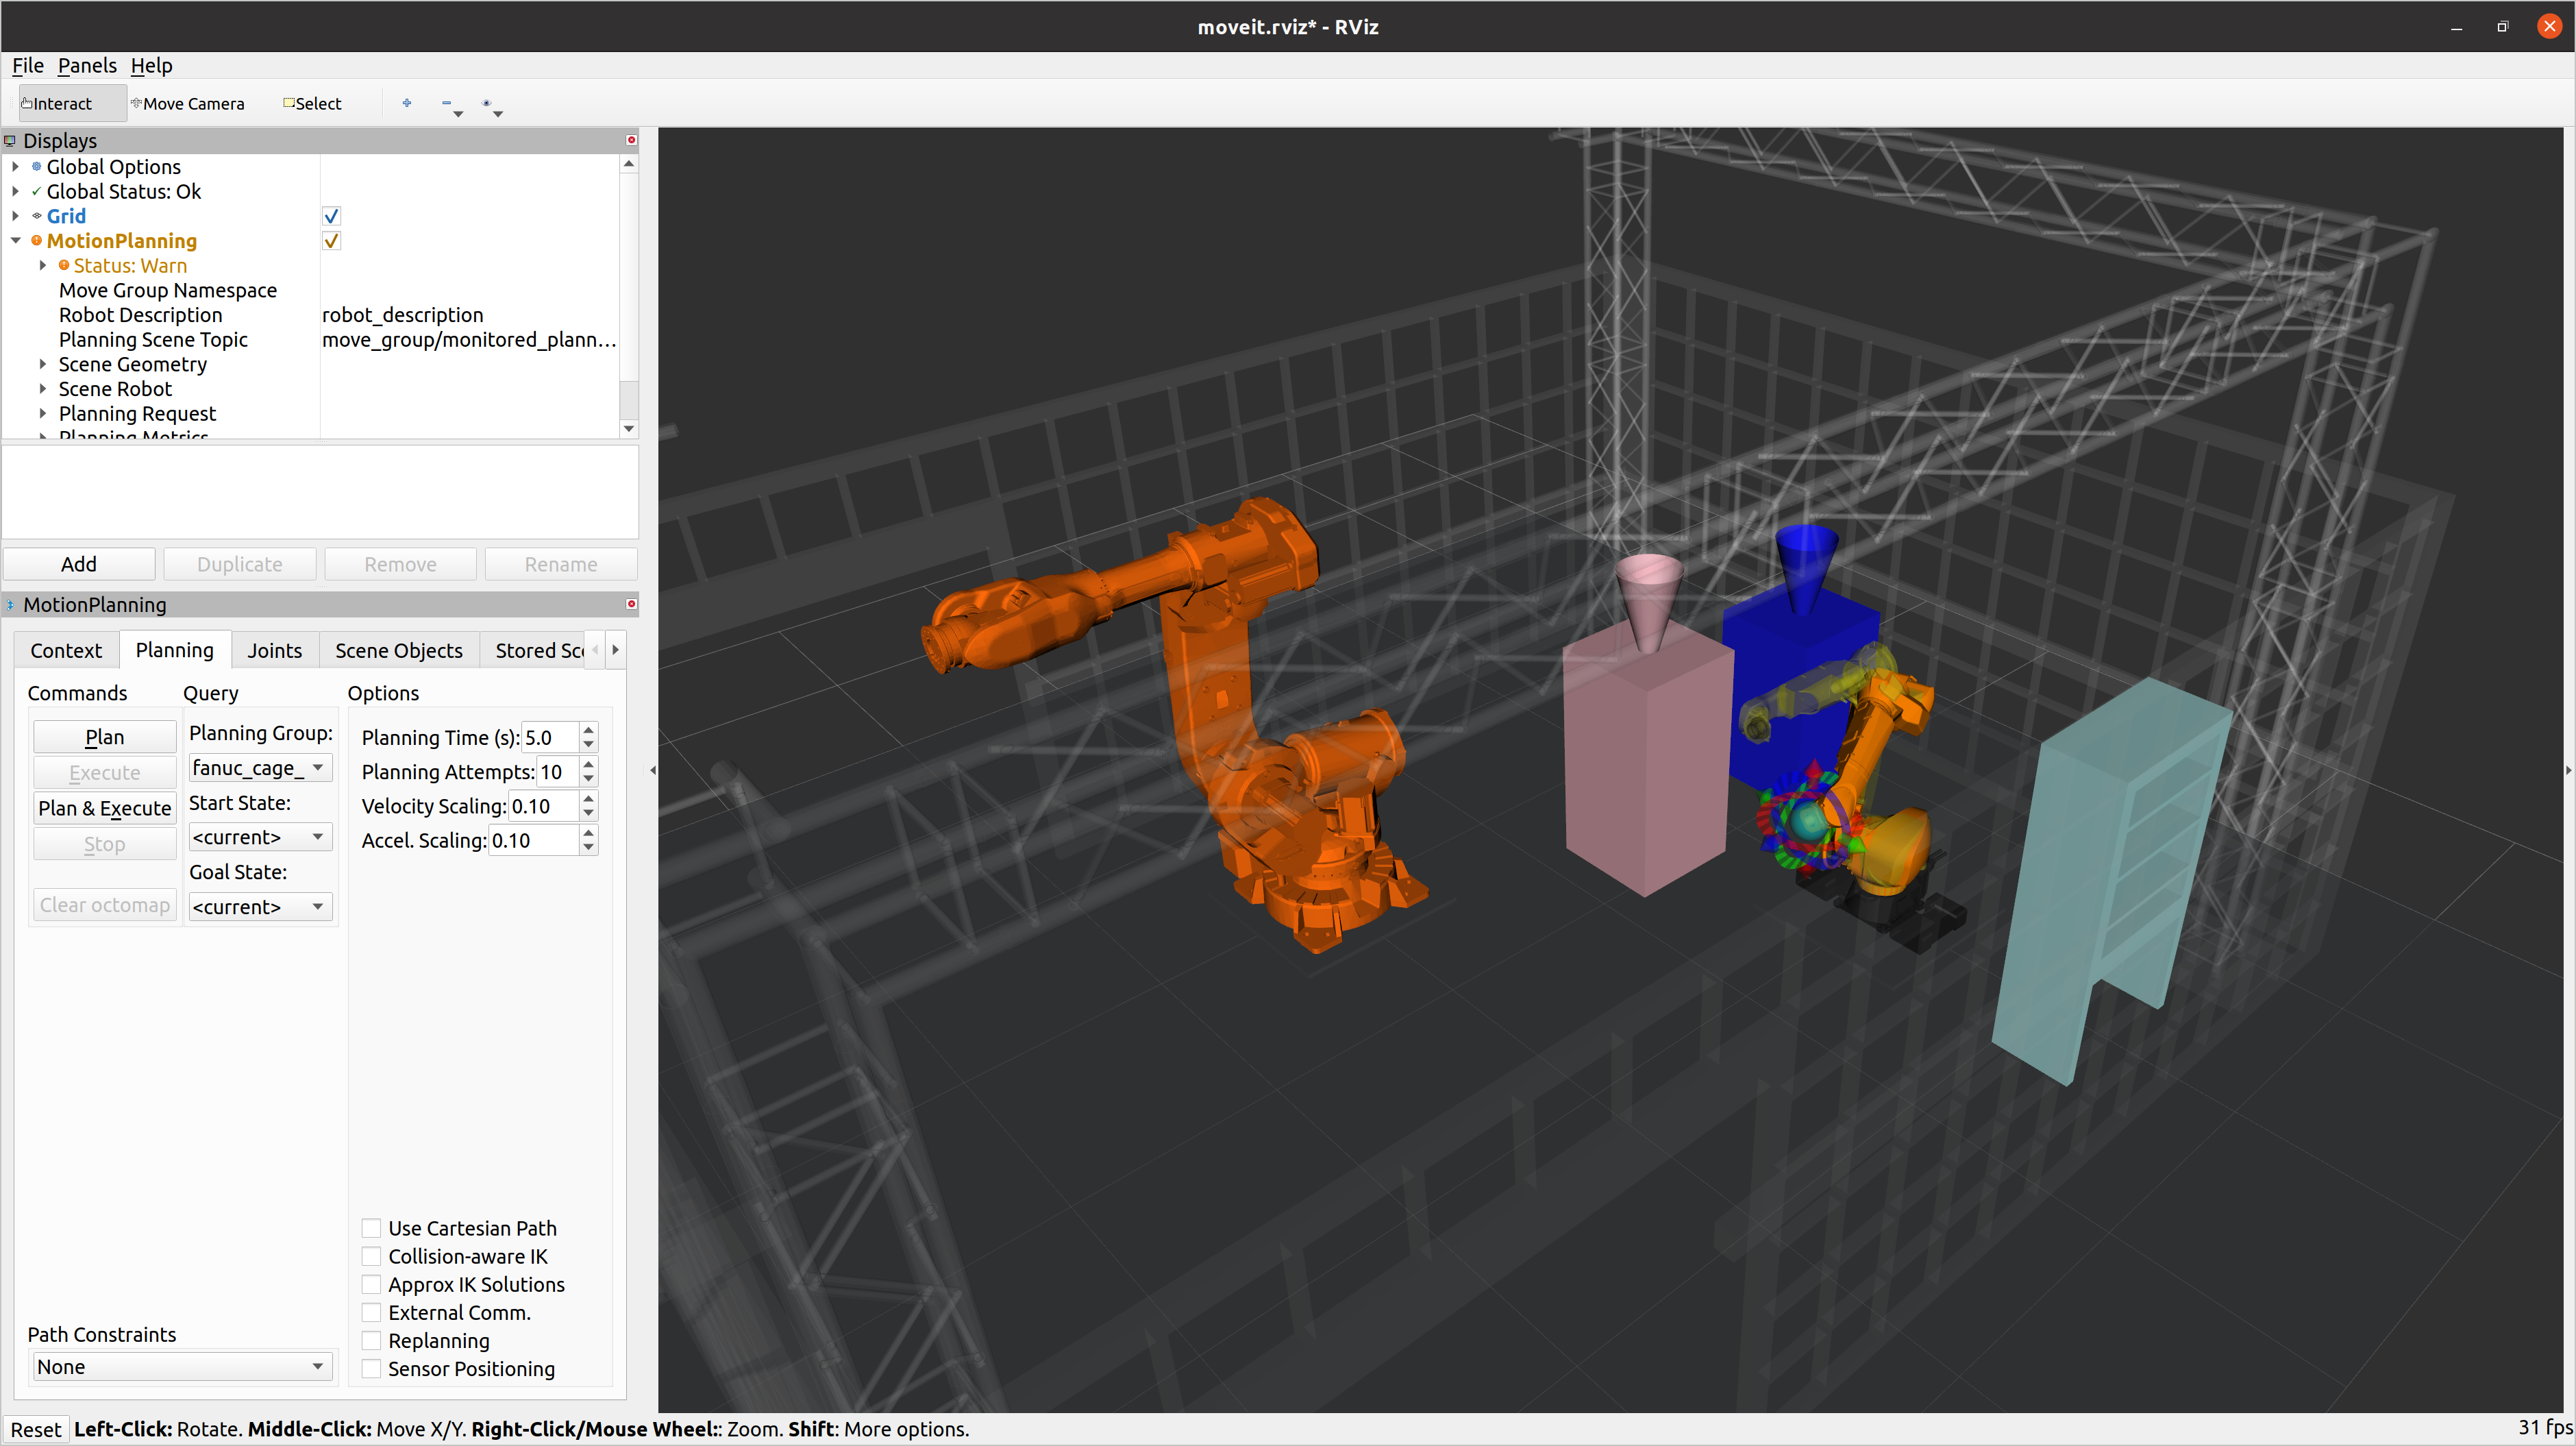 moveit.rviz* - RViz
File Panels Help
Interact Move Camera Select
Displays
Global Options
Global Status: Ok
Grid
MotionPlanning
Status: Warn
Move Group Namespace
Robot Description robot_description
Planning Scene Topic move_group/monitored_plann...
Scene Geometry
Scene Robot
Planning Request
Planning Metrics
Add Duplicate Remove Rename
MotionPlanning
Context Planning Joints Scene Objects Stored Sc
Commands Query Options
Plan
Execute
Plan & Execute
Stop
Clear octomap
Planning Group:
fanuc_cage_
Start State:
<current>
Goal State:
<current>
Planning Time (s): 5.0
Planning Attempts: 10
Velocity Scaling: 0.10
Accel. Scaling: 0.10
Use Cartesian Path
Collision-aware IK
Approx IK Solutions
External Comm.
Replanning
Sensor Positioning
Path Constraints
None
Reset Left-Click: Rotate. Middle-Click: Move X/Y. Right-Click/Mouse Wheel:: Zoom. Shift: More options. 31 fps